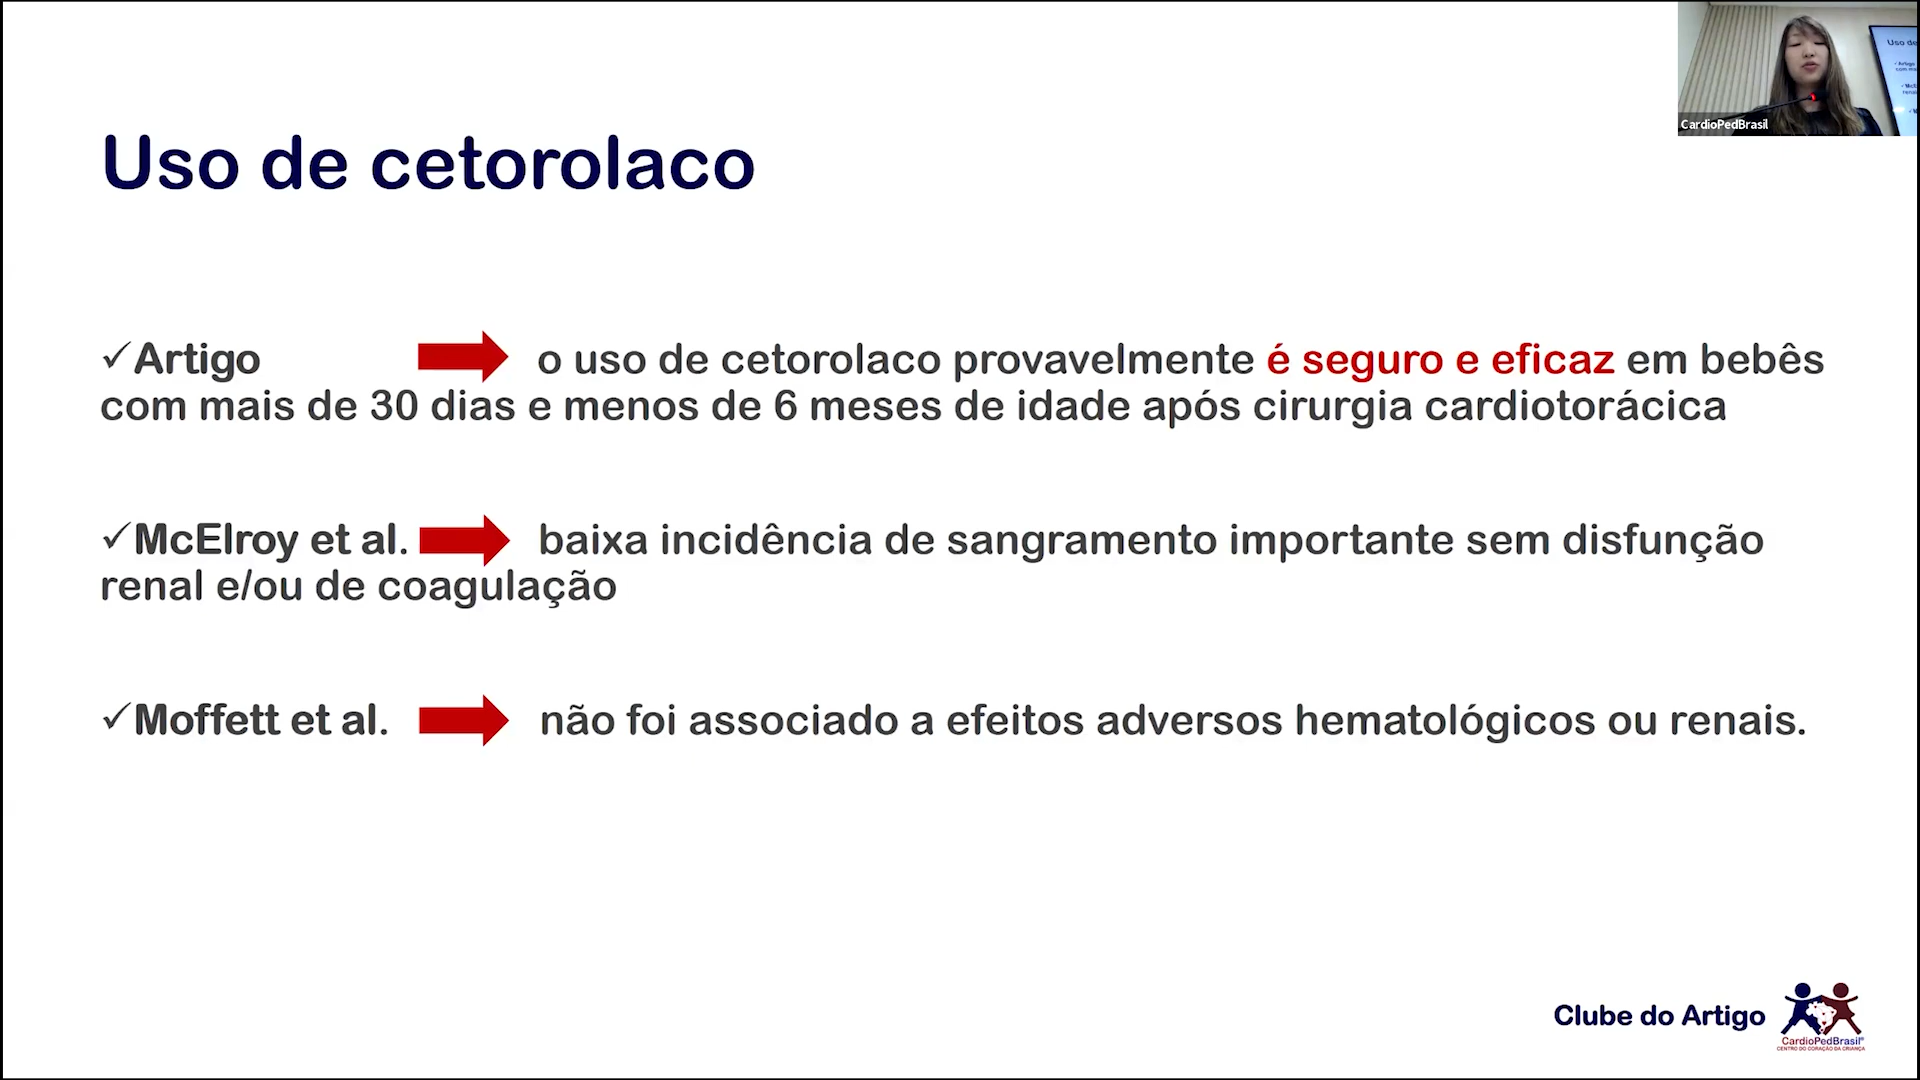 CardioPedBrasil
Uso de cetorolaco
✓Artigo o uso de cetorolaco provavelmente é seguro e eficaz em bebês
com mais de 30 dias e menos de 6 meses de idade após cirurgia cardiotorácica
✓McElroy et al. baixa incidência de sangramento importante sem disfunção
renal e/ou de coagulação
✓Moffett et al. não foi associado a efeitos adversos hematológicos ou renais.
Clube do Artigo
CardioPedBrasil®
CENTRO DO CORAÇÃO DA CRIANÇA